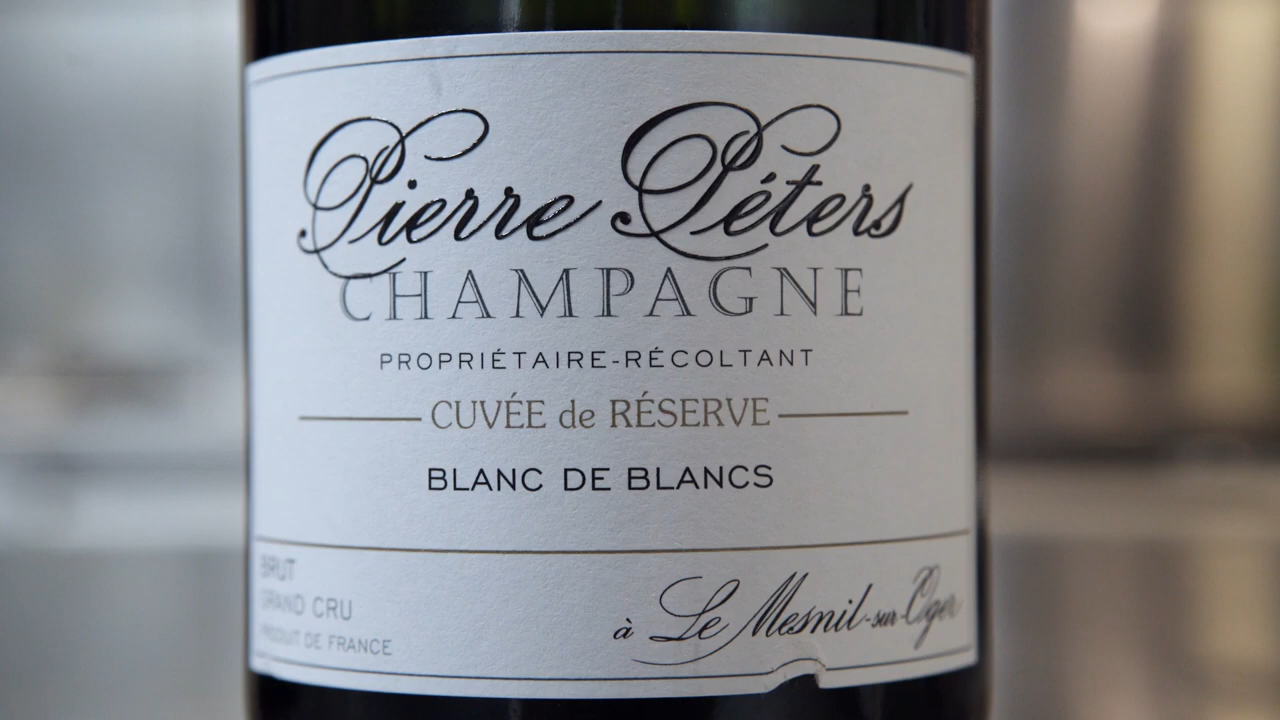 Pierre Péters
CHAMPAGNE
PROPRIÉTAIRE-RÉCOLTANT
CUVÉE de RÉSERVE
BLANC DE BLANCS
BRUT
GRAND CRU
PRODUIT DE FRANCE
à Le Mesnil-sur-Oger